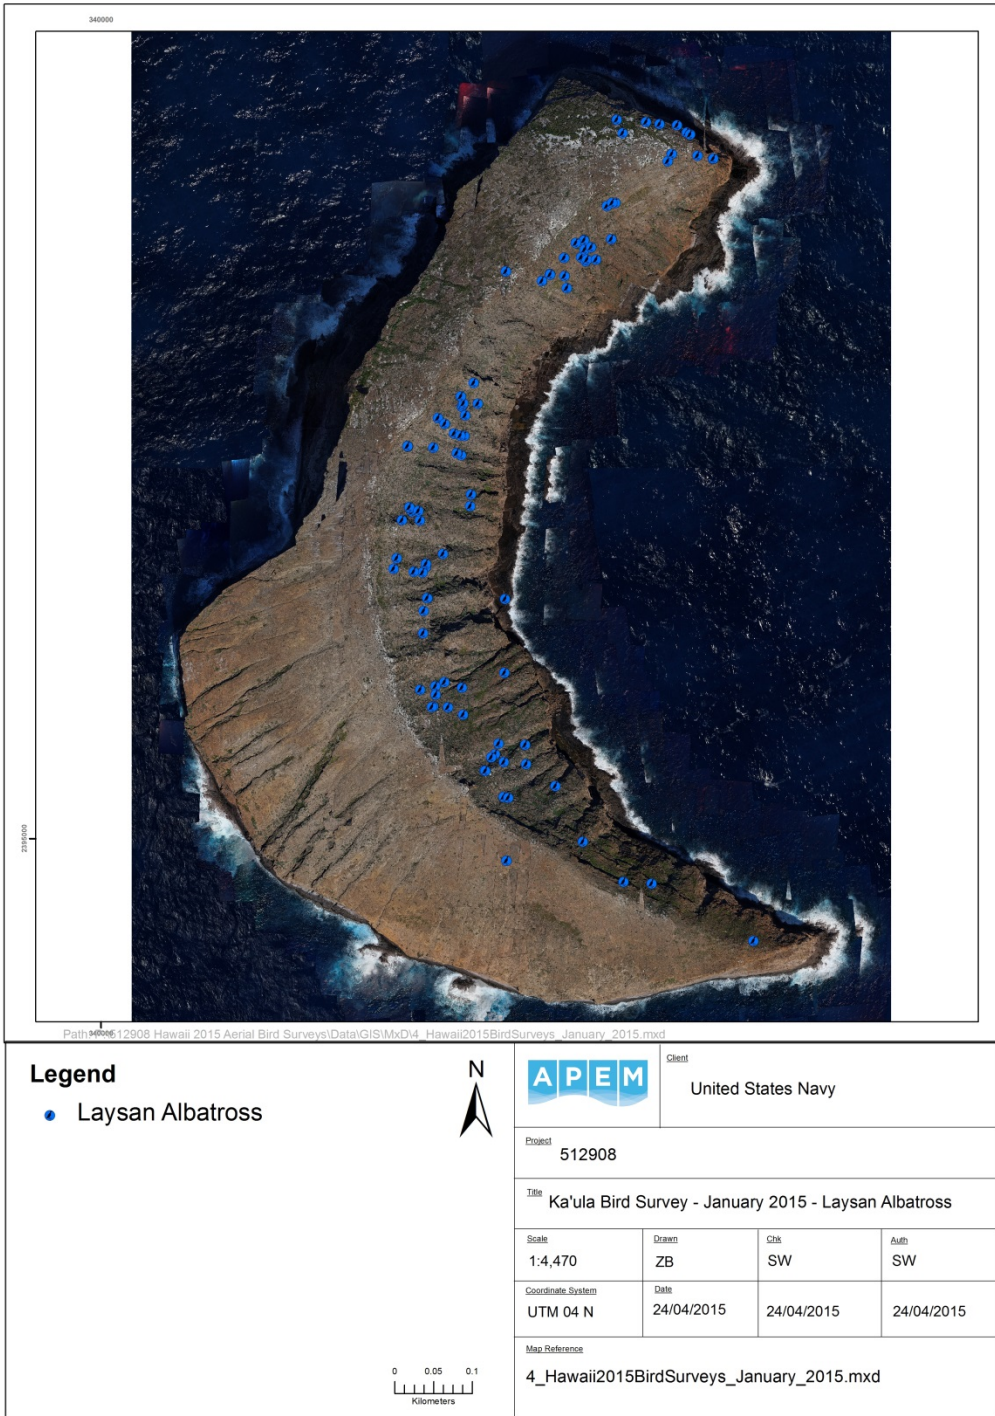 340000
2395000
340000
Path: P:\512908 Hawaii 2015 Aerial Bird Surveys\Data\GIS\MxD\4_Hawaii2015BirdSurveys_January_2015.mxd
Legend
Laysan Albatross
N
0 0.05 0.1
Kilometers
APEM
Client
United States Navy
Project
512908
Title
Ka'ula Bird Survey - January 2015 - Laysan Albatross
Scale
1:4,470
Drawn
ZB
Chk
SW
Auth
SW
Coordinate System
UTM 04 N
Date
24/04/2015
24/04/2015
24/04/2015
Map Reference
4_Hawaii2015BirdSurveys_January_2015.mxd